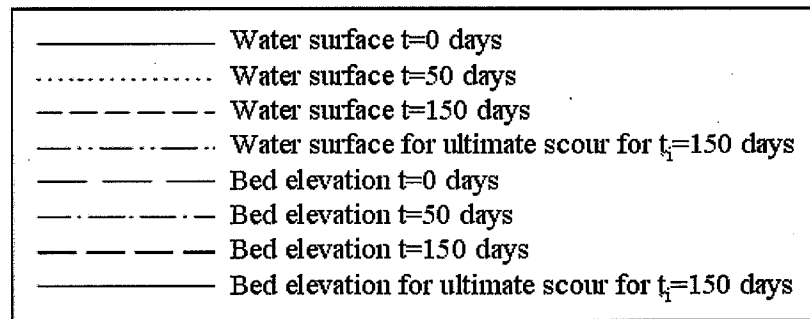 Water surface t=0 days
Water surface t=50 days
Water surface t=150 days
Water surface for ultimate scour for tᵢ=150 days
Bed elevation t=0 days
Bed elevation t=50 days
Bed elevation t=150 days
Bed elevation for ultimate scour for tᵢ=150 days